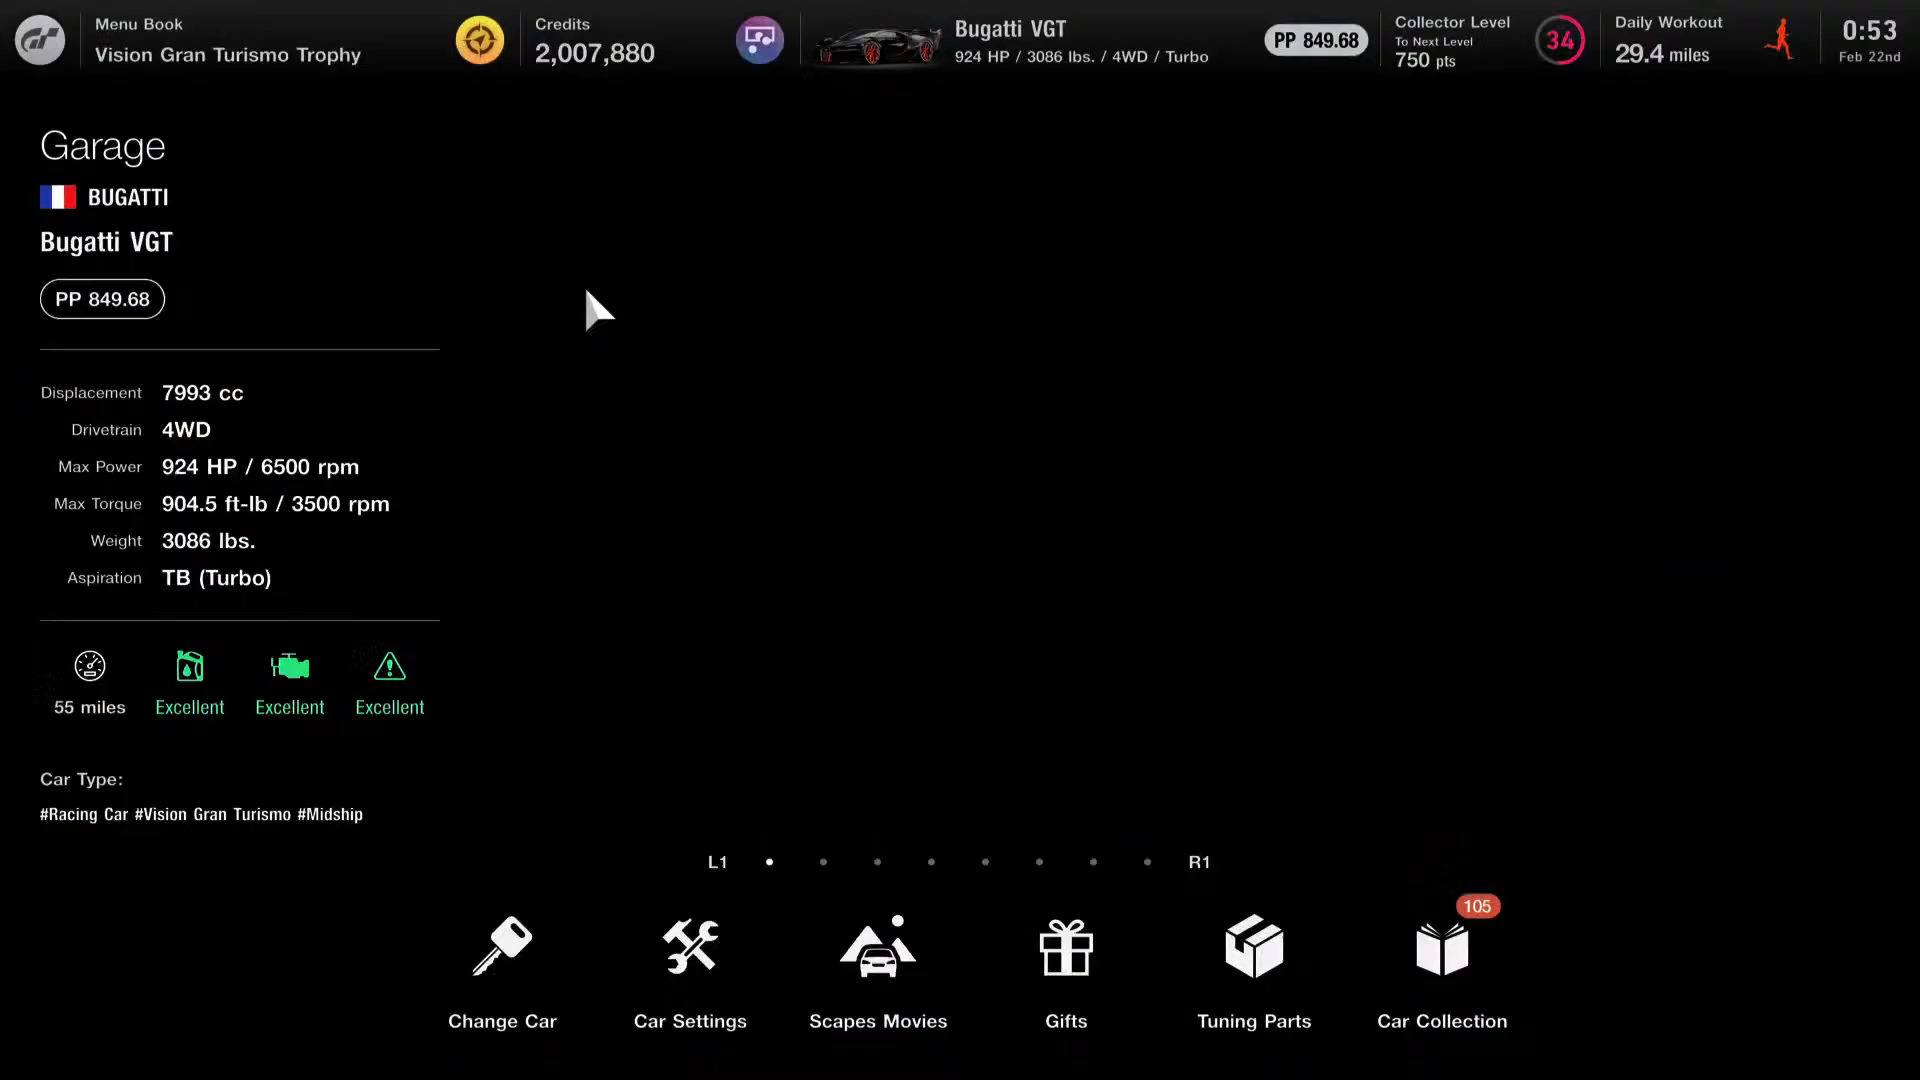 Menu Book
Vision Gran Turismo Trophy
Credits
2,007,880
Bugatti VGT
924 HP / 3086 lbs. / 4WD / Turbo
PP 849.68
Collector Level
To Next Level
750 pts
34
Daily Workout
29.4 miles
0:53
Feb 22nd
Garage
BUGATTI
Bugatti VGT
PP 849.68
Displacement 7993 cc
Drivetrain 4WD
Max Power 924 HP / 6500 rpm
Max Torque 904.5 ft-lb / 3500 rpm
Weight 3086 lbs.
Aspiration TB (Turbo)
55 miles Excellent Excellent Excellent
Car Type:
#Racing Car #Vision Gran Turismo #Midship
L1 R1
105
Change Car Car Settings Scapes Movies Gifts Tuning Parts Car Collection